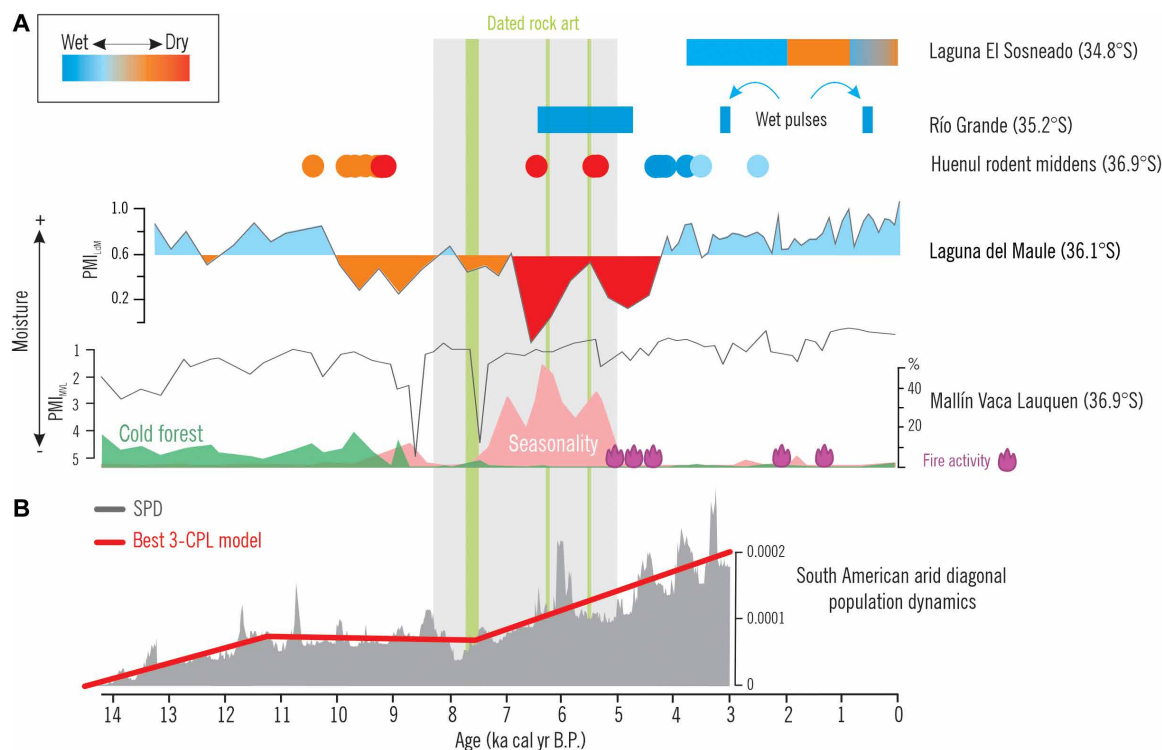 A
Dated rock art
Wet
Dry
Laguna El Sosneado (34.8°S)
Wet pulses
Río Grande (35.2°S)
Huenul rodent middens (36.9°S)
+
Moisture
-
PMI LdM
1.0
0.6
0.2
Laguna del Maule (36.1°S)
PMI MVL
1
2
3
4
5
Cold forest
Seasonality
%
40
20
Mallín Vaca Lauquen (36.9°S)
Fire activity
B
SPD
Best 3-CPL model
0.0002
0.0001
0
South American arid diagonal
population dynamics
14 13 12 11 10 9 8 7 6 5 4 3 2 1 0
Age (ka cal yr B.P.)